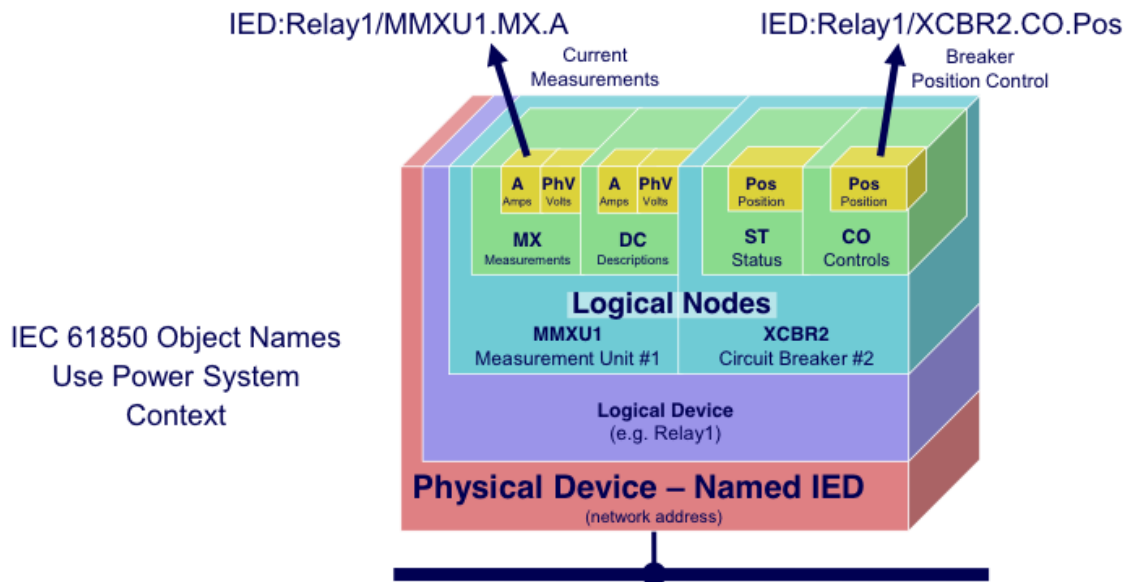 IED:Relay1/MMXU1.MX.A
IED:Relay1/XCBR2.CO.Pos
Current
Measurements
Breaker
Position Control
A
Amps
PhV
Volts
A
Amps
PhV
Volts
Pos
Position
Pos
Position
MX
Measurements
DC
Descriptions
ST
Status
CO
Controls
Logical Nodes
MMXU1
Measurement Unit #1
XCBR2
Circuit Breaker #2
IEC 61850 Object Names
Use Power System
Context
Logical Device
(e.g. Relay1)
Physical Device – Named IED
(network address)